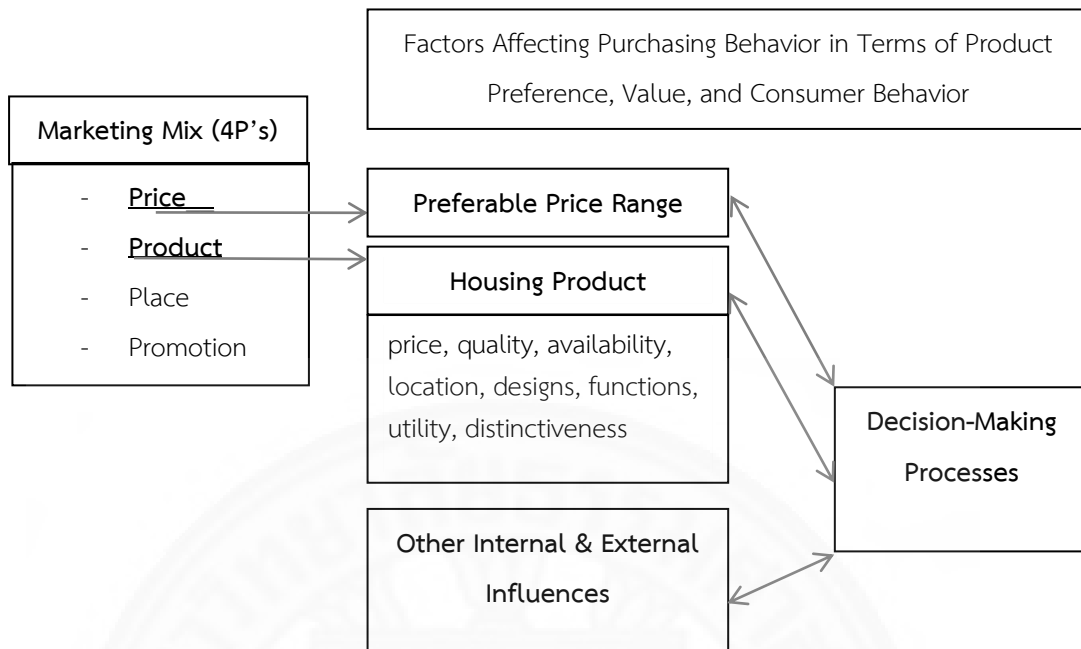 Factors Affecting Purchasing Behavior in Terms of Product
Preference, Value, and Consumer Behavior
Marketing Mix (4P's)
- Price
- Product
- Place
- Promotion
Preferable Price Range
Housing Product
price, quality, availability,
location, designs, functions,
utility, distinctiveness
Other Internal & External
Influences
Decision-Making
Processes